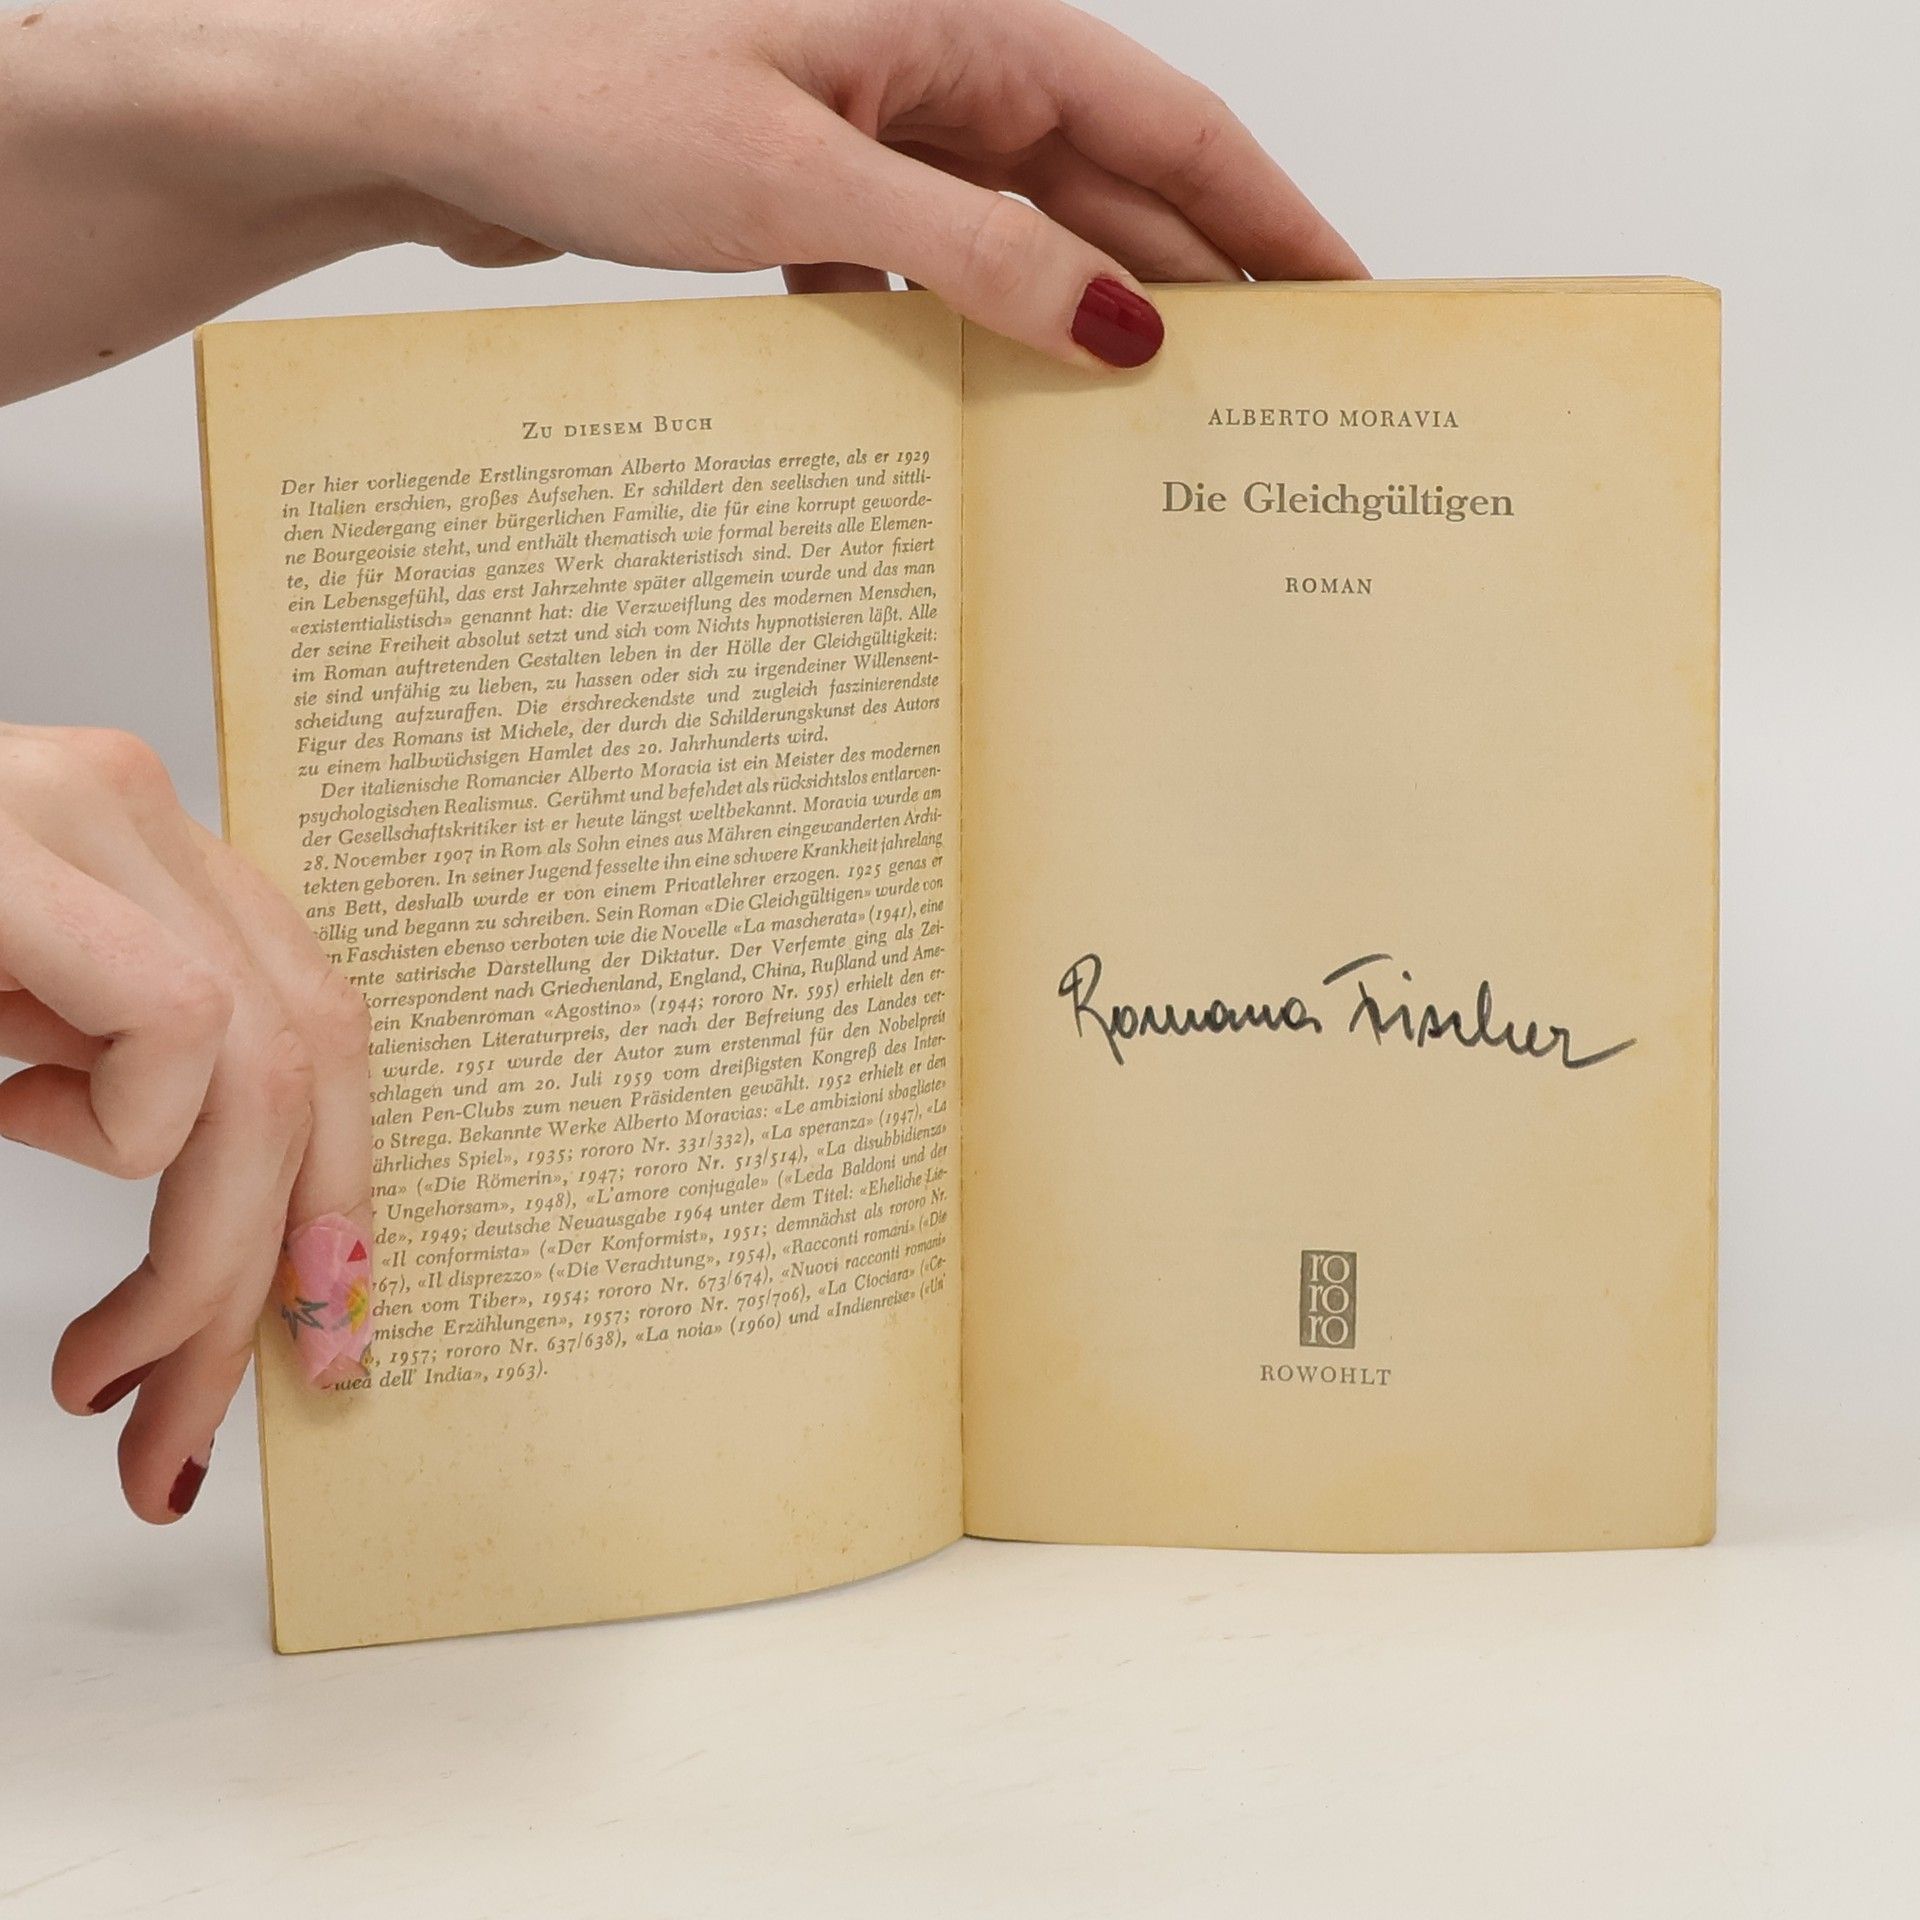 ZU DIESEM BUCH
Der hier vorliegende Erstlingsroman Alberto Moravias erregte, als er 1929
in Italien erschien, großes Aufsehen. Er schildert den seelischen und sittli-
chen Niedergang einer bürgerlichen Familie, die für eine korrupt geworde-
ne Bourgeoisie steht, und enthält thematisch wie formal bereits alle Elemen-
te, die für Moravias ganzes Werk charakteristisch sind. Der Autor fixiert
ein Lebensgefühl, das erst Jahrzehnte später allgemein wurde und das man
«existentialistisch» genannt hat: die Verzweiflung des modernen Menschen,
der seine Freiheit absolut setzt und sich vom Nichts hypnotisieren läßt. Alle
im Roman auftretenden Gestalten leben in der Hölle der Gleichgültigkeit:
sie sind unfähig zu lieben, zu hassen oder sich zu irgendeiner Willensent-
scheidung aufzuraffen. Die erschreckendste und zugleich faszinierendste
Figur des Romans ist Michele, der durch die Schilderungskunst des Autors
zu einem halbwüchsigen Hamlet des 20. Jahrhunderts wird.
Der italienische Romancier Alberto Moravia ist ein Meister des modernen
psychologischen Realismus. Gerühmt und befehdet als rücksichtslos entlarven-
der Gesellschaftskritiker ist er heute längst weltbekannt. Moravia wurde am
28. November 1907 in Rom als Sohn eines aus Mähren eingewanderten Archi-
tekten geboren. In seiner Jugend fesselte ihn eine schwere Krankheit jahrelang
ans Bett, deshalb wurde er von einem Privatlehrer erzogen. 1925 genas er
öllig und begann zu schreiben. Sein Roman «Die Gleichgültigen» wurde von
n Faschisten ebenso verboten wie die Novelle «La mascherata» (1941), eine
rnte satirische Darstellung der Diktatur. Der Verfemte ging als Zei-
korrespondent nach Griechenland, England, China, Rußland und Ame-
ein Knabenroman «Agostino» (1944; rororo Nr. 595) erhielt den er-
talienischen Literaturpreis, der nach der Befreiung des Landes ver-
wurde. 1951 wurde der Autor zum erstenmal für den Nobelpreis
schlagen und am 20. Juli 1959 vom dreißigsten Kongreß des Inter-
alen Pen-Clubs zum neuen Präsidenten gewählt. 1952 erhielt er den
o Strega. Bekannte Werke Alberto Moravias: «Le ambizioni sbagliate»
ährliches Spiel», 1935; rororo Nr. 331/332), «La speranza» (1947), «La
na» («Die Römerin», 1947; rororo Nr. 513/514), «La disubbidienza»
r Ungehorsam», 1948), «L'amore conjugale» («Leda Baldoni und der
de», 1949; deutsche Neuausgabe 1964 unter dem Titel: «Eheliche Lie-
«Il conformista» («Der Konformist», 1951; demnächst als rororo Nr.
67), «Il disprezzo» («Die Verachtung», 1954), «Racconti romani» («Die
chen vom Tiber», 1954; rororo Nr. 673/674), «Nuovi racconti romani»
mische Erzählungen», 1957; rororo Nr. 705/706), «La Ciociara» («Ce-
, 1957; rororo Nr. 637/638), «La noia» (1960) und «Indienreise» («Un'
idea dell' India», 1963).
ALBERTO MORAVIA
Die Gleichgültigen
ROMAN
Romana Fischer
ro
ro
ro
ROWOHLT